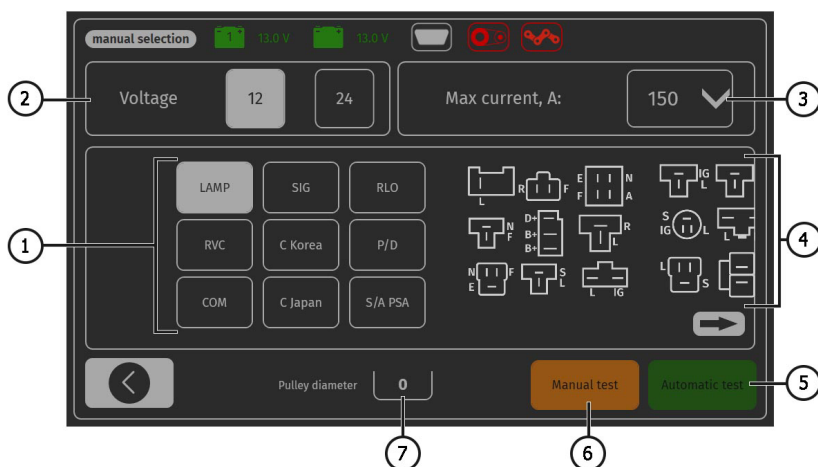 manual selection 1 13.0 V 13.0 V
2 Voltage 12 24 Max current, A: 150 3
LAMP SIG RLO
RVC C Korea P/D
COM C Japan S/A PSA
1
L R F E N F A IG L
N F D+ B+ B+ R L S IG L L
N F E S L L IG L S
4
Pulley diameter 0 Manual test Automatic test 5
7 6